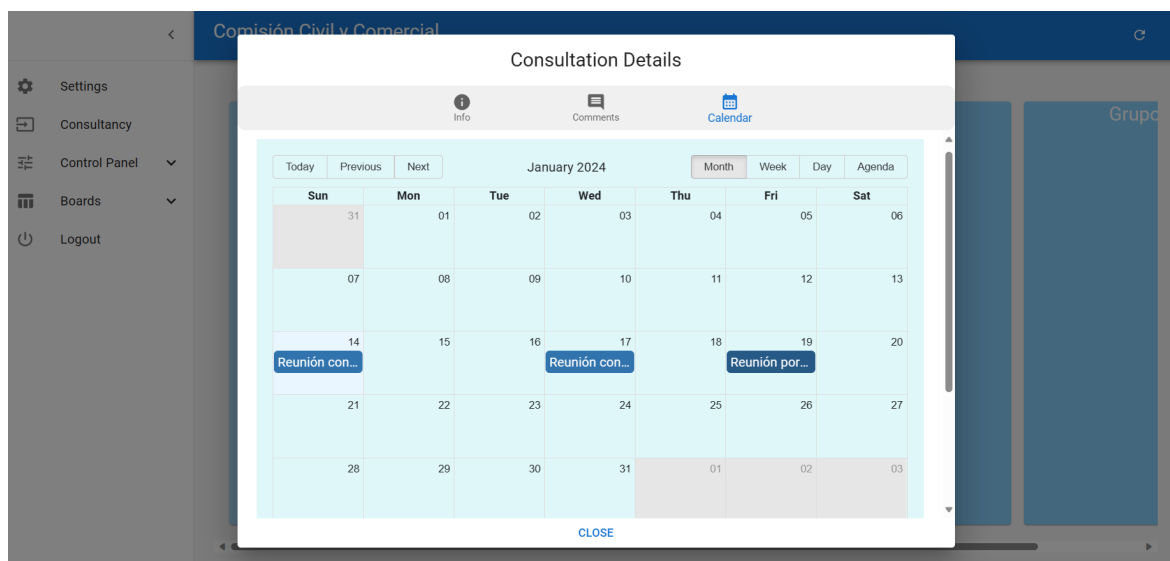 Comisión Civil y Comercial
Settings
Consultancy
Control Panel
Boards
Logout
Grupo
Consultation Details
Info Comments Calendar
Today Previous Next January 2024 Month Week Day Agenda
Sun Mon Tue Wed Thu Fri Sat
31 01 02 03 04 05 06
07 08 09 10 11 12 13
14 15 16 17 18 19 20
Reunión con... Reunión con... Reunión por...
21 22 23 24 25 26 27
28 29 30 31 01 02 03
CLOSE